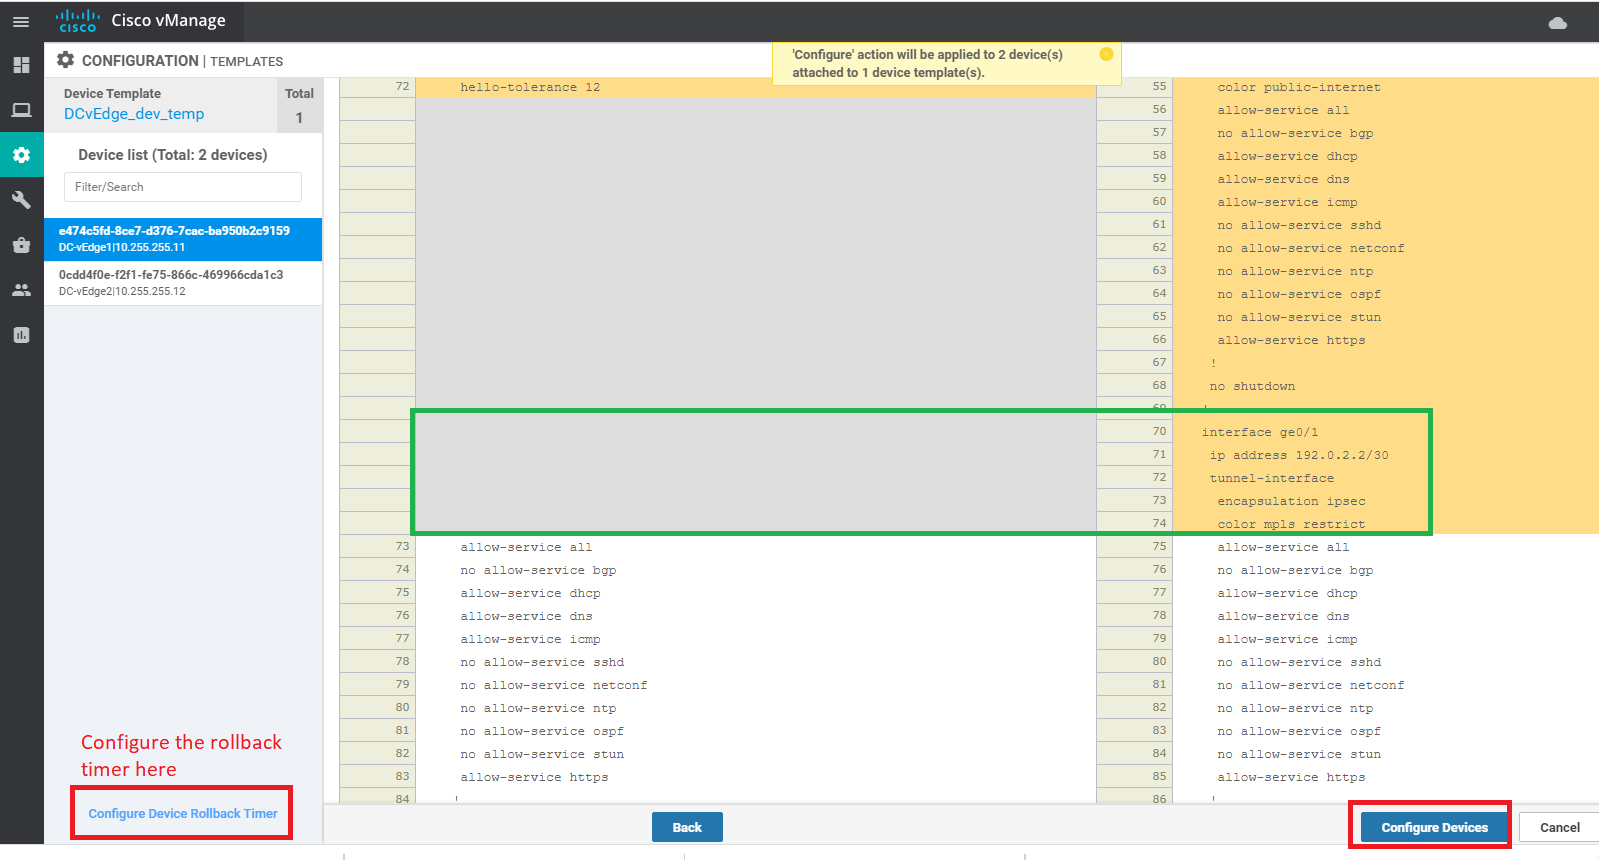 cisco
Cisco vManage
CONFIGURATION | TEMPLATES
'Configure' action will be applied to 2 device(s)
attached to 1 device template(s).
Device Template
DCvEdge_dev_temp
Total
1
Device list (Total: 2 devices)
Filter/Search
e474c5fd-8ce7-d376-7cac-ba950b2c9159
DC-vEdge1|10.255.255.11
0cdd4f0e-f2f1-fe75-866c-469966cda1c3
DC-vEdge2|10.255.255.12
Configure the rollback
timer here
Configure Device Rollback Timer
72 hello-tolerance 12
73 allow-service all
74 no allow-service bgp
75 allow-service dhcp
76 allow-service dns
77 allow-service icmp
78 no allow-service sshd
79 no allow-service netconf
80 no allow-service ntp
81 no allow-service ospf
82 no allow-service stun
83 allow-service https
84 !
55 color public-internet
56 allow-service all
57 no allow-service bgp
58 allow-service dhcp
59 allow-service dns
60 allow-service icmp
61 no allow-service sshd
62 no allow-service netconf
63 no allow-service ntp
64 no allow-service ospf
65 no allow-service stun
66 allow-service https
67 !
68 no shutdown
69 !
70 interface ge0/1
71 ip address 192.0.2.2/30
72 tunnel-interface
73 encapsulation ipsec
74 color mpls restrict
75 allow-service all
76 no allow-service bgp
77 allow-service dhcp
78 allow-service dns
79 allow-service icmp
80 no allow-service sshd
81 no allow-service netconf
82 no allow-service ntp
83 no allow-service ospf
84 no allow-service stun
85 allow-service https
86 !
Back
Configure Devices
Cancel